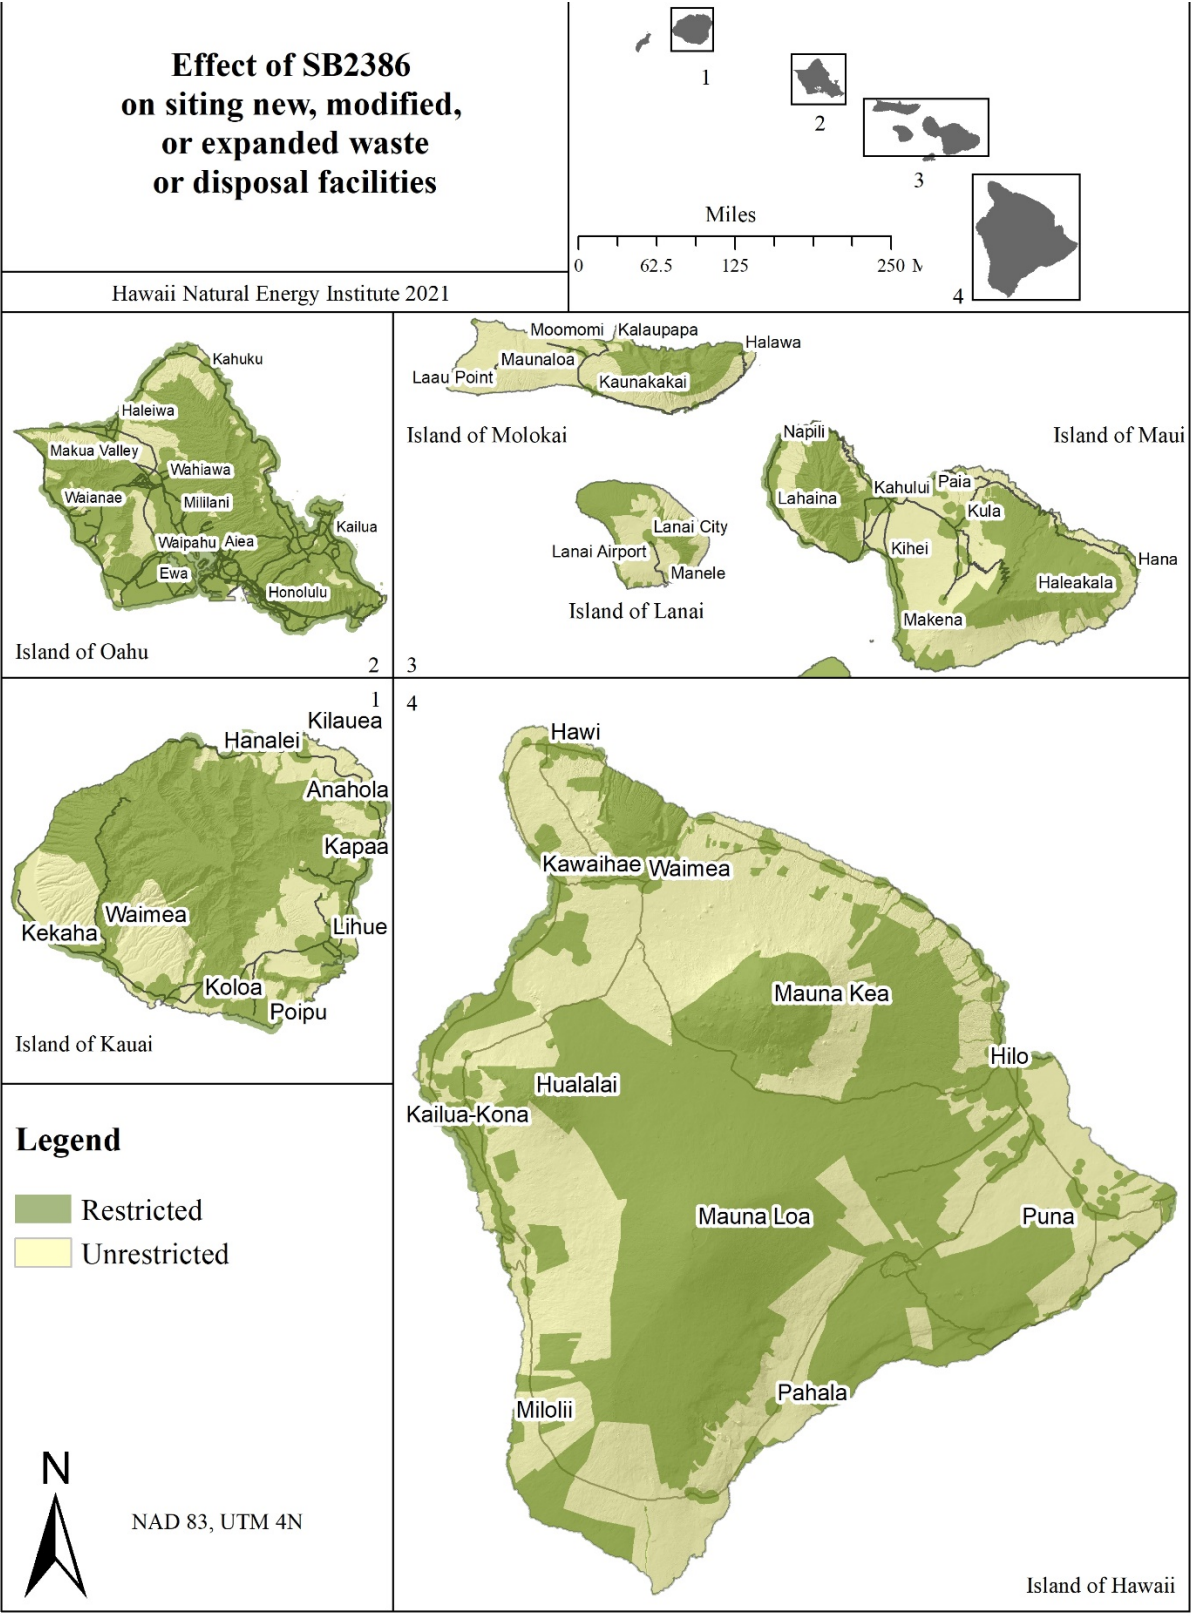 Effect of SB2386
on siting new, modified,
or expanded waste
or disposal facilities
Hawaii Natural Energy Institute 2021
1
2
3
4
Miles
0 62.5 125 250 M
Kahuku
Haleiwa
Makua Valley
Wahiawa
Waianae
Mililani
Kailua
Waipahu Aiea
Ewa
Honolulu
Island of Oahu
2
Moomomi Kalaupapa
Halawa
Maunaloa
Laau Point
Kaunakakai
Island of Molokai
Napili
Island of Maui
Lahaina
Kahului Paia
Kula
Lanai City
Lanai Airport
Kihei
Hana
Manele
Haleakala
Island of Lanai
Makena
3
1
Kilauea
Hanalei
Anahola
Kapaa
Waimea
Kekaha
Lihue
Koloa
Poipu
Island of Kauai
4
Hawi
Kawaihae Waimea
Mauna Kea
Hilo
Hualalai
Kailua-Kona
Mauna Loa
Puna
Pahala
Milolii
Island of Hawaii
Legend
Restricted
Unrestricted
N
NAD 83, UTM 4N